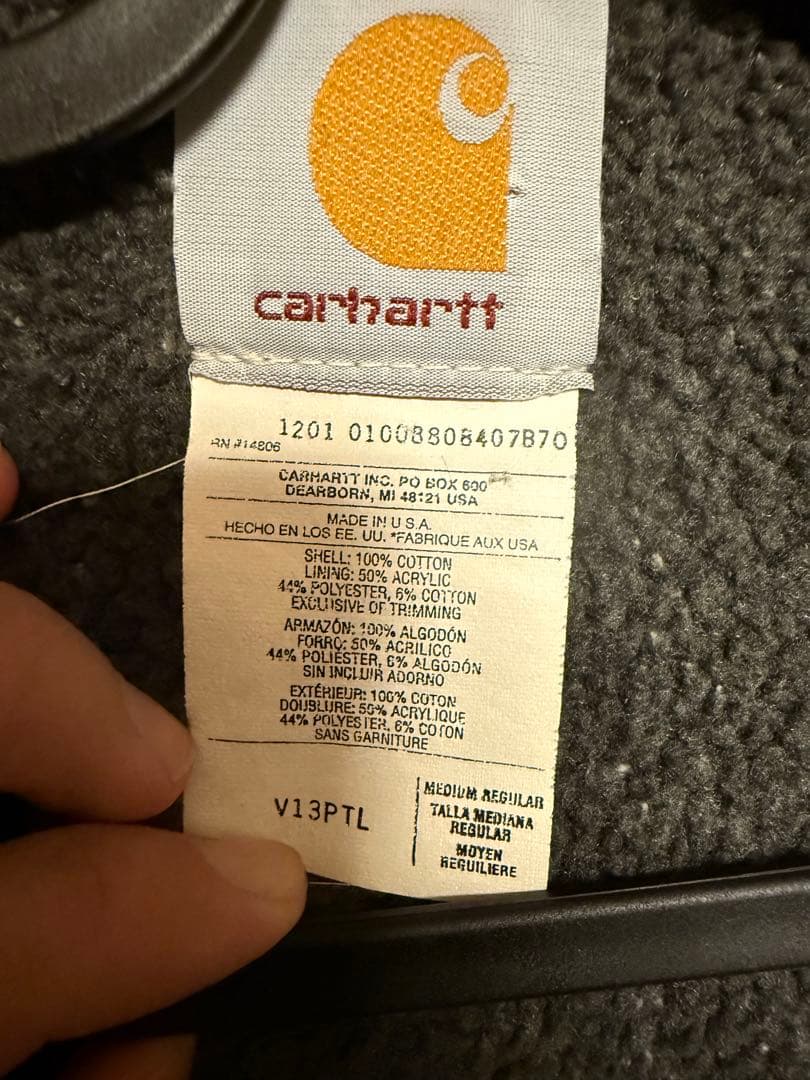 carhartt
1201 01008808407B70
RN #14806
CARHARTT INC. PO BOX 600
DEARBORN, MI 48121 USA
MADE IN U.S.A.
HECHO EN LOS EE. UU. *FABRIQUE AUX USA
SHELL: 100% COTTON
LINING: 50% ACRYLIC
44% POLYESTER, 6% COTTON
EXCLUSIVE OF TRIMMING
ARMAZÓN: 100% ALGODÓN
FORRO: 50% ACRILICO
44% POLIÉSTER, 6% ALGODÓN
SIN INCLUIR ADORNO
EXTÉRIEUR: 100% COTON
DOUBLURE: 50% ACRYLIQUE
44% POLYESTER, 6% COTON
SANS GARNITURE
V13PTL
MEDIUM REGULAR
TALLA MEDIANA
REGULAR
MOYEN
REGUILIERE